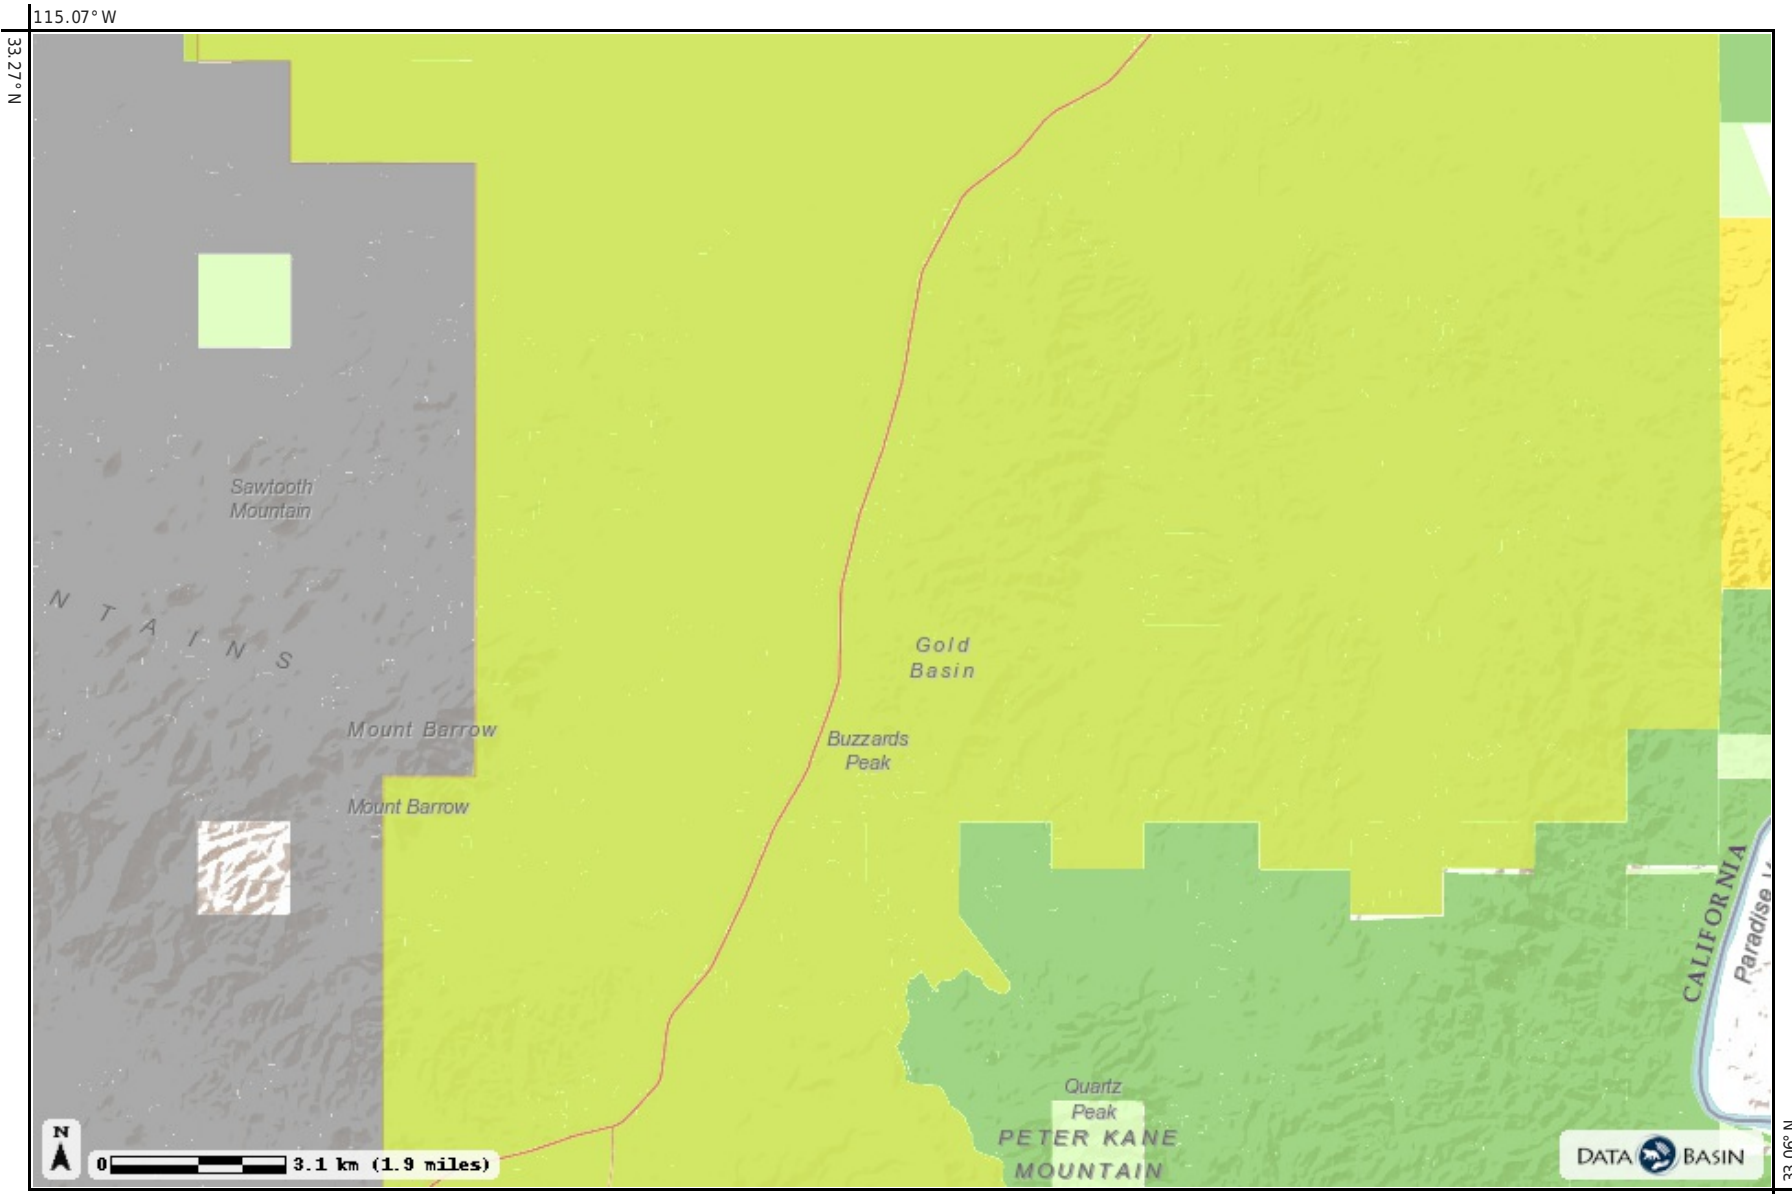 115.07° W
33.27° N
Sawtooth
Mountain
N T A I N S
Gold
Basin
Mount Barrow
Buzzards
Peak
Mount Barrow
CALIFORNIA
Paradise
Quartz
Peak
PETER KANE
MOUNTAIN
N
0 3.1 km (1.9 miles)
DATA BASIN
33.06° N